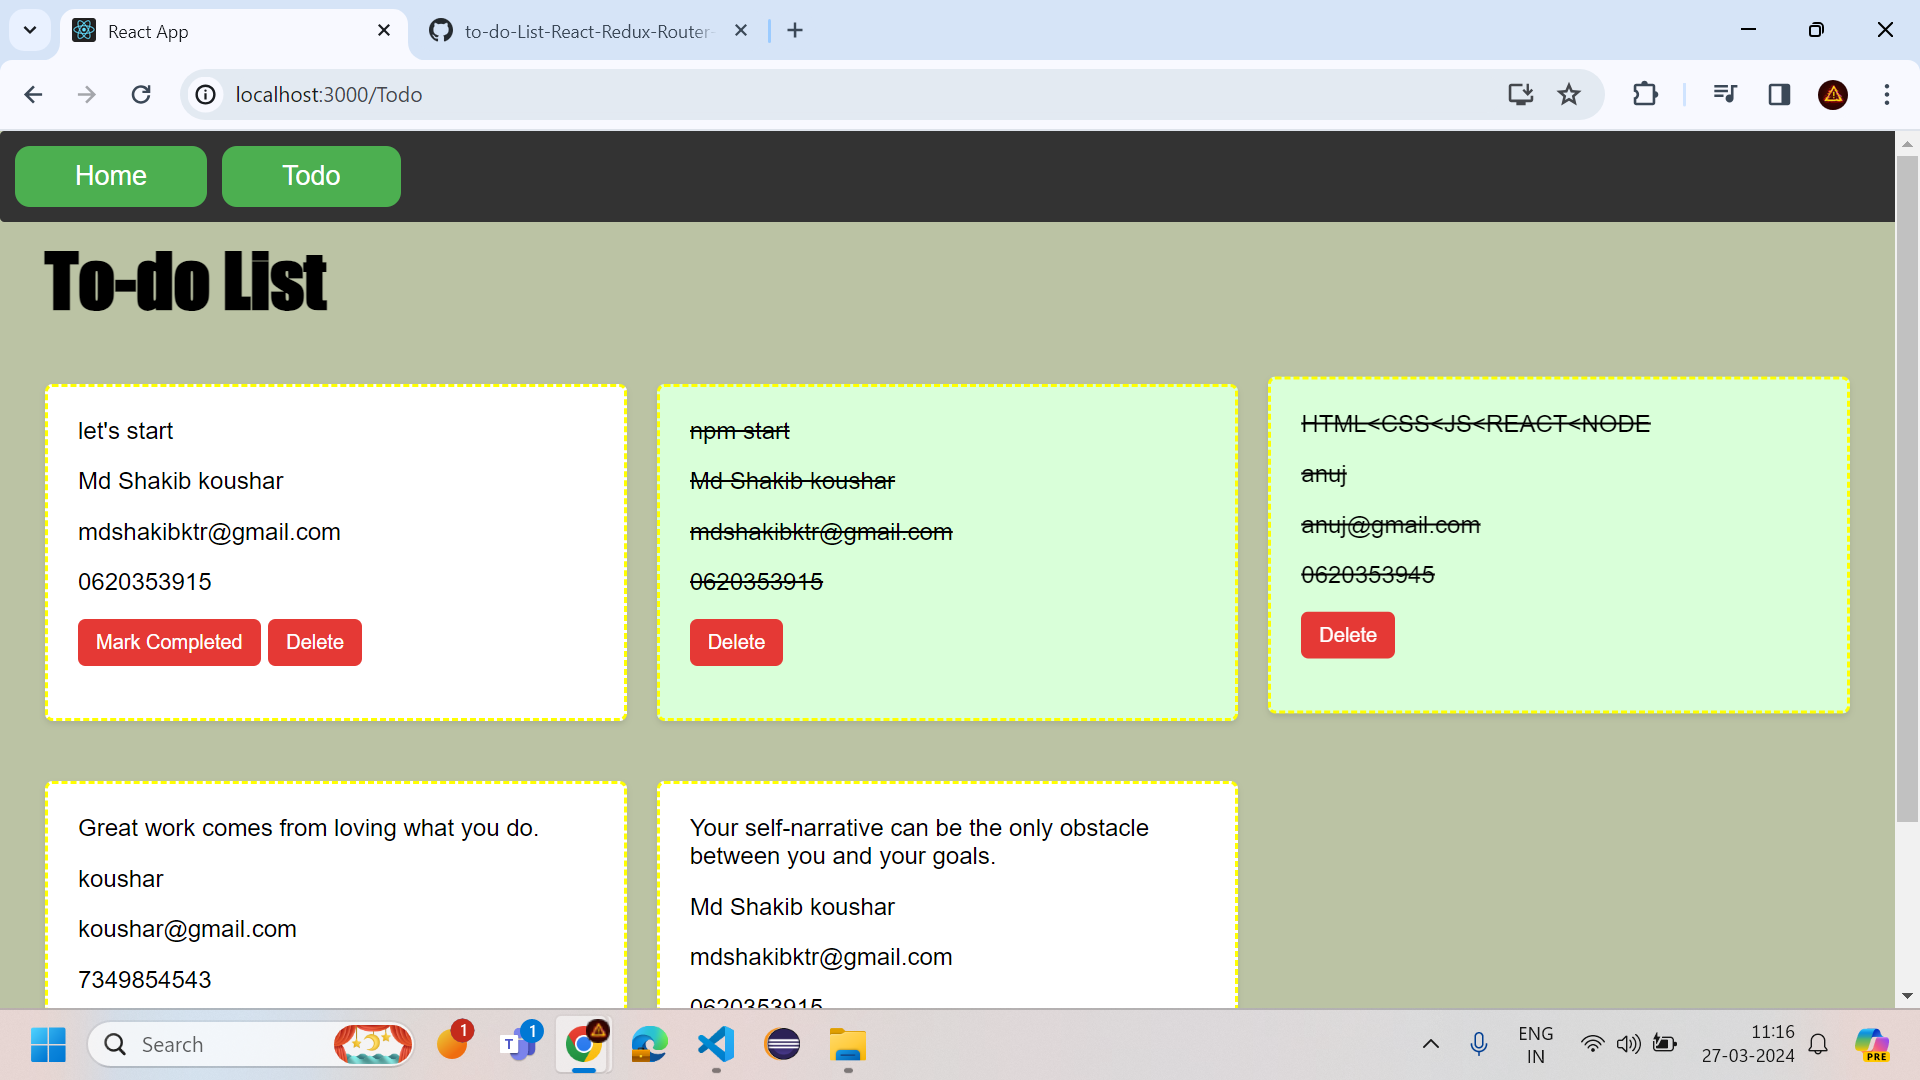 React App
to-do-List-React-Redux-Router-
localhost:3000/Todo
Home
Todo
To-do List
let's start
Md Shakib koushar
mdshakibktr@gmail.com
0620353915
Mark Completed
Delete
npm start
Md Shakib koushar
mdshakibktr@gmail.com
0620353915
Delete
HTML<CSS<JS<REACT<NODE
anuj
anuj@gmail.com
0620353945
Delete
Great work comes from loving what you do.
koushar
koushar@gmail.com
7349854543
Your self-narrative can be the only obstacle
between you and your goals.
Md Shakib koushar
mdshakibktr@gmail.com
0620353915
Search
1
T
1
ENG
IN
11:16
27-03-2024
PRE